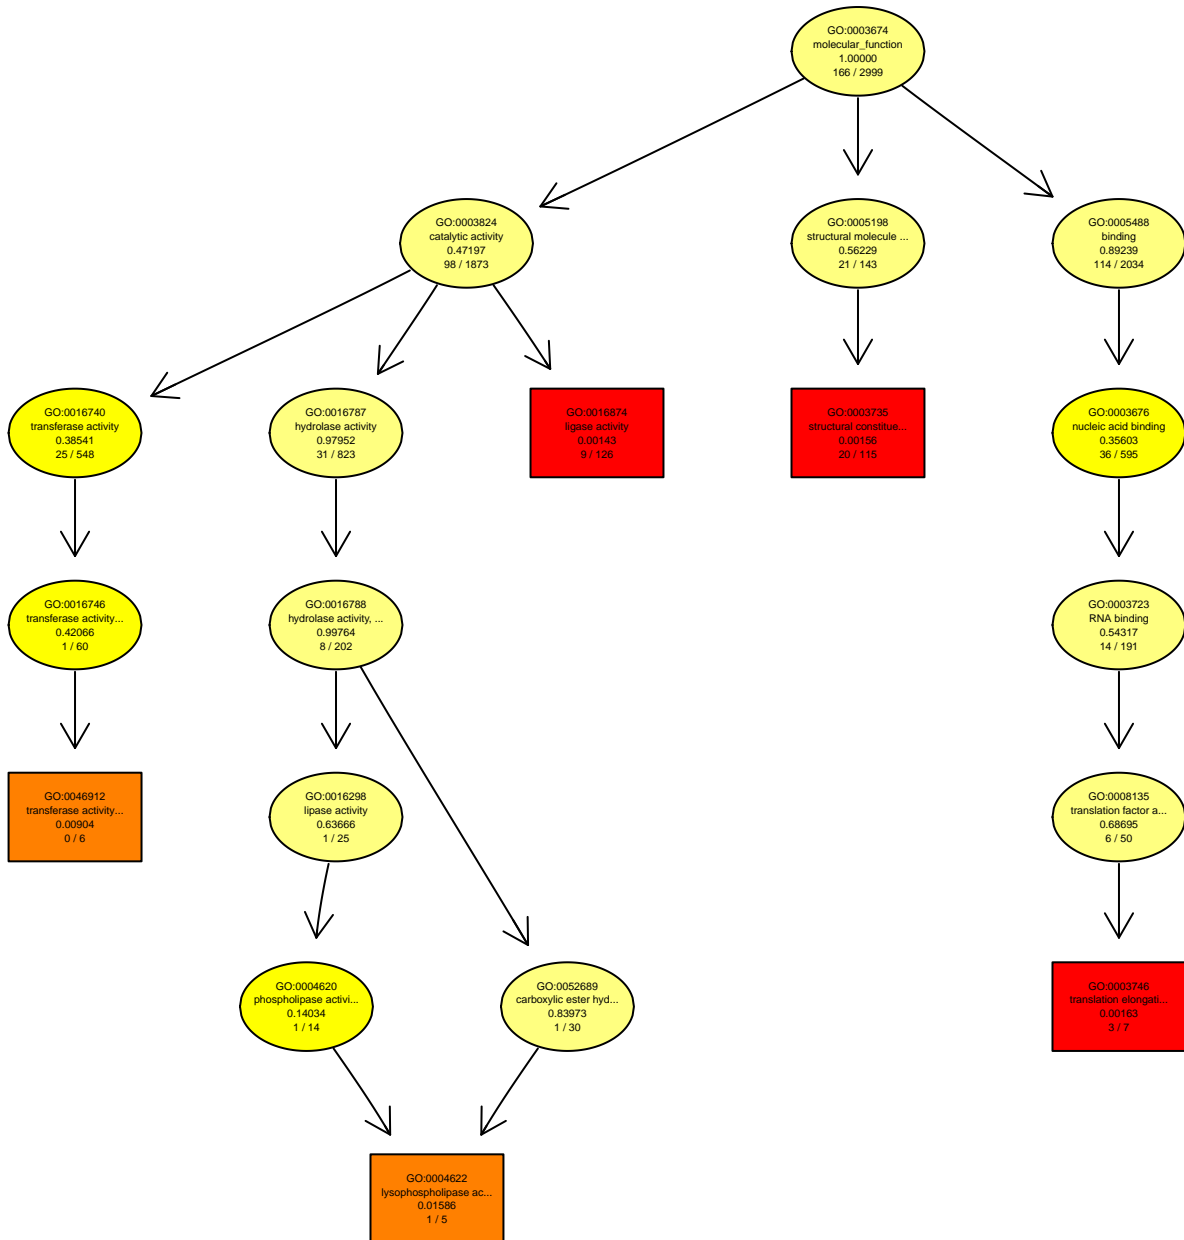 GO:0003674
molecular_function
1.00000
166 / 2999
GO:0003824
catalytic activity
0.47197
98 / 1873
GO:0005198
structural molecule ...
0.56229
21 / 143
GO:0005488
binding
0.89239
114 / 2034
GO:0016740
transferase activity
0.38541
25 / 548
GO:0016787
hydrolase activity
0.97952
31 / 823
GO:0016874
ligase activity
0.00143
9 / 126
GO:0003735
structural constitue...
0.00156
20 / 115
GO:0003676
nucleic acid binding
0.35603
36 / 595
GO:0016746
transferase activity...
0.42066
1 / 60
GO:0016788
hydrolase activity, ...
0.99764
8 / 202
GO:0003723
RNA binding
0.54317
14 / 191
GO:0046912
transferase activity...
0.00904
0 / 6
GO:0016298
lipase activity
0.63666
1 / 25
GO:0008135
translation factor a...
0.68695
6 / 50
GO:0004620
phospholipase activi...
0.14034
1 / 14
GO:0052689
carboxylic ester hyd...
0.83973
1 / 30
GO:0003746
translation elongati...
0.00163
3 / 7
GO:0004622
lysophospholipase ac...
0.01586
1 / 5